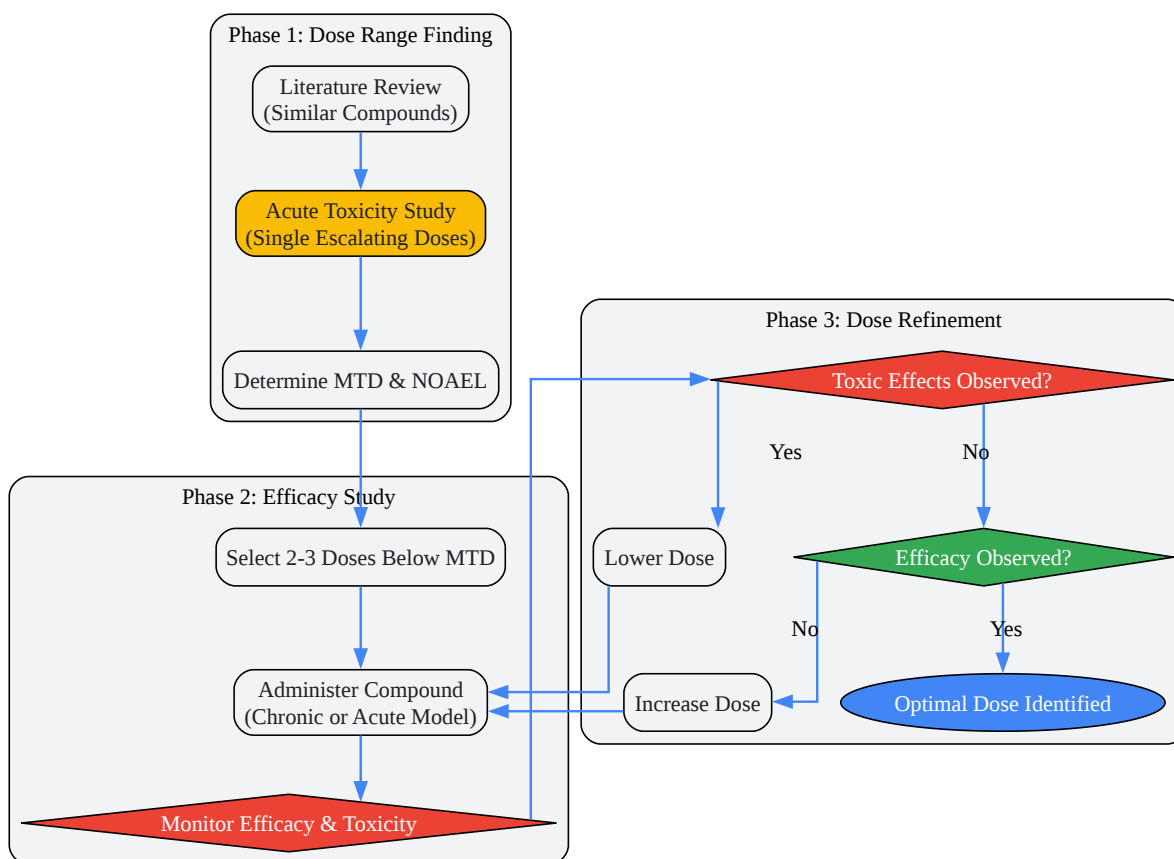 Phase 1: Dose Range Finding
Literature Review
(Similar Compounds)
Acute Toxicity Study
(Single Escalating Doses)
Determine MTD & NOAEL
Phase 2: Efficacy Study
Select 2-3 Doses Below MTD
Administer Compound
(Chronic or Acute Model)
Monitor Efficacy & Toxicity
Phase 3: Dose Refinement
Toxic Effects Observed?
Yes
No
Lower Dose
Efficacy Observed?
No
Yes
Increase Dose
Optimal Dose Identified